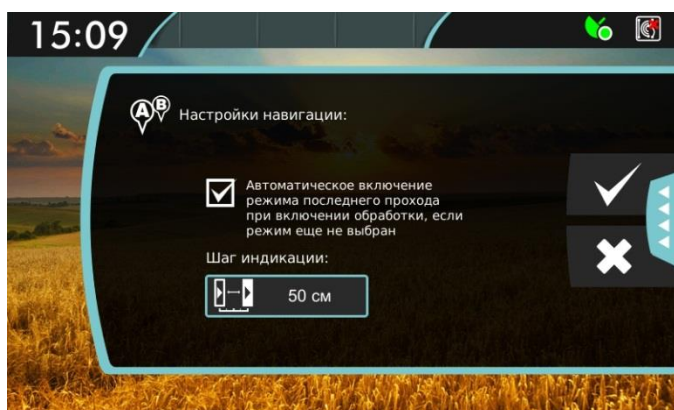 15:09
A B
Настройки навигации:
Автоматическое включение
режима последнего прохода
при включении обработки, если
режим еще не выбран
Шаг индикации:
50 см